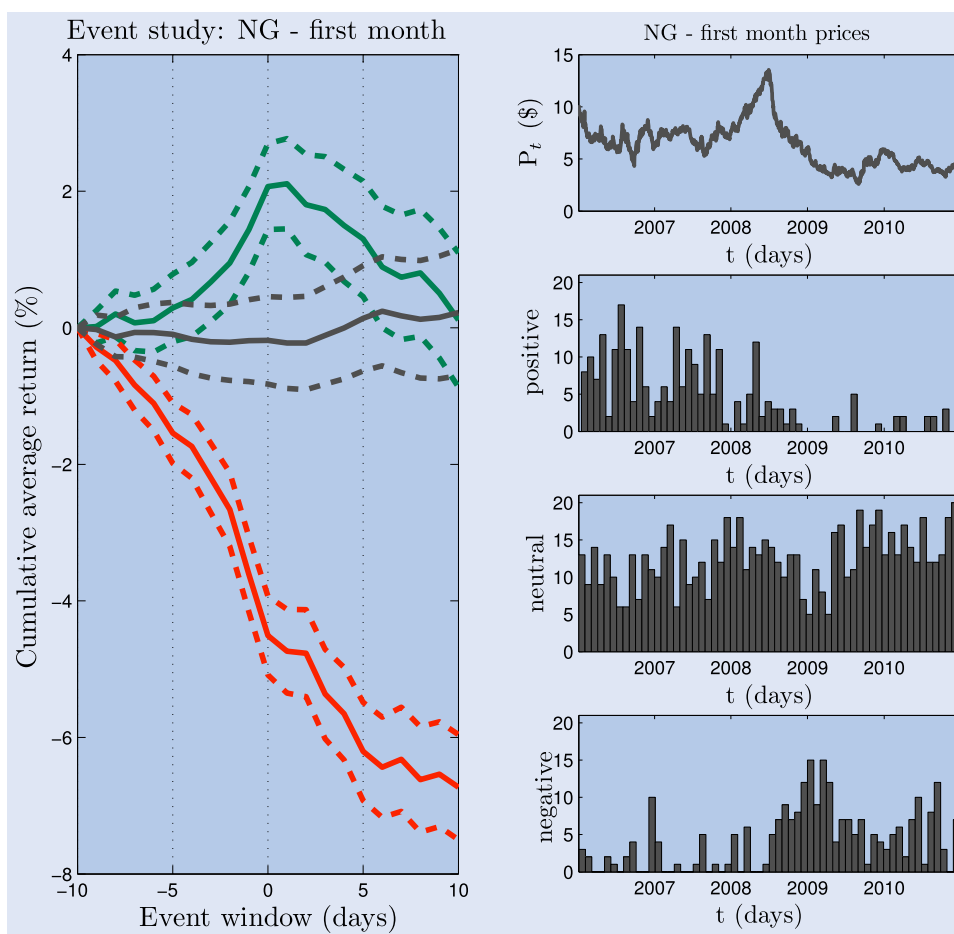 Event study: NG - first month
4
2
0
−2
−4
−6
−8
−10
−5
0
5
10
Cumulative average return (%)
Event window (days)
NG - first month prices
15
10
5
0
P_t ($)
2007 2008 2009 2010
t (days)
20
15
10
5
0
positive
2007 2008 2009 2010
t (days)
20
15
10
5
0
neutral
2007 2008 2009 2010
t (days)
20
15
10
5
0
negative
2007 2008 2009 2010
t (days)